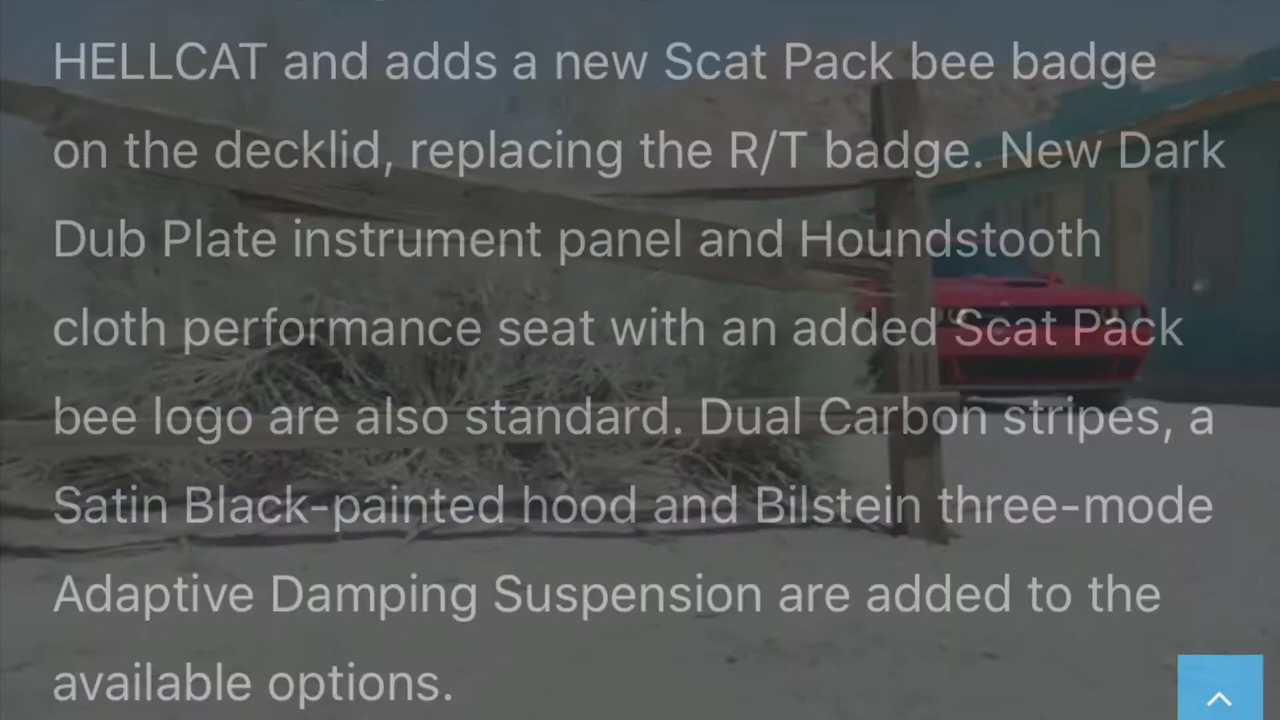 HELLCAT and adds a new Scat Pack bee badge
on the decklid, replacing the R/T badge. New Dark
Dub Plate instrument panel and Houndstooth
cloth performance seat with an added Scat Pack
bee logo are also standard. Dual Carbon stripes, a
Satin Black-painted hood and Bilstein three-mode
Adaptive Damping Suspension are added to the
available options.